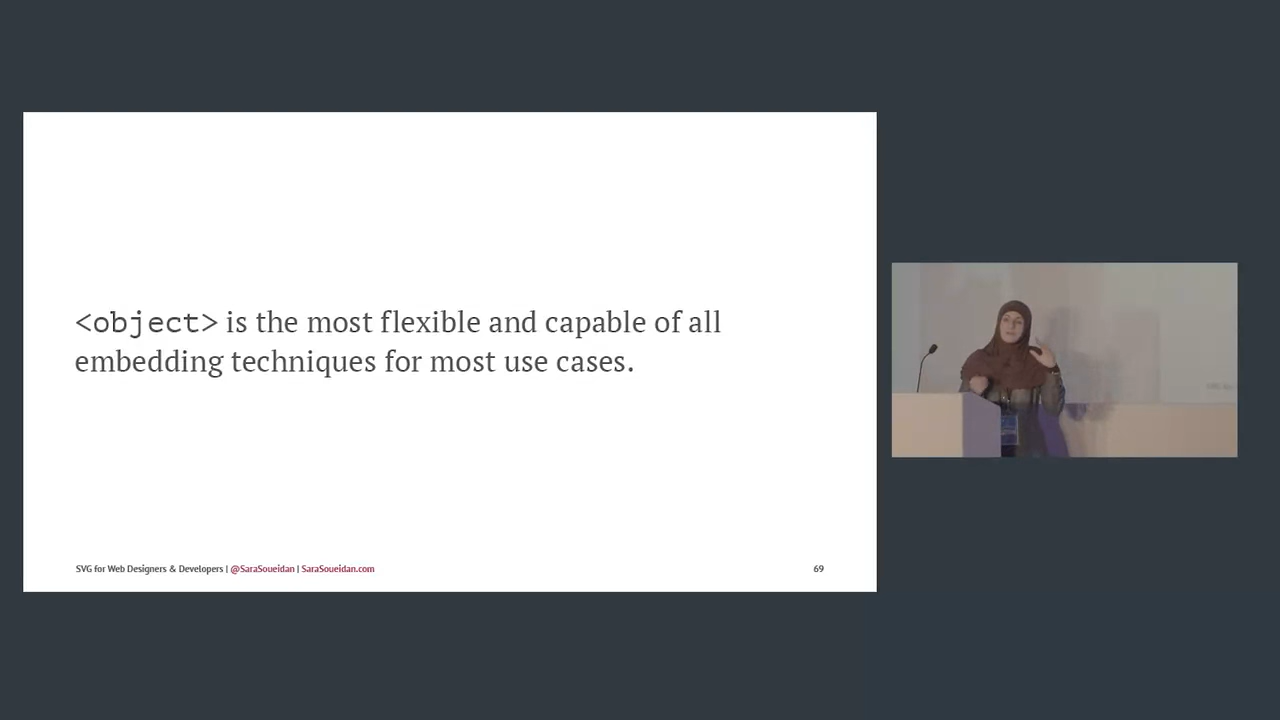 <object> is the most flexible and capable of all
embedding techniques for most use cases.
SVG for Web Designers & Developers | @SaraSoueidan | SaraSoueidan.com
69